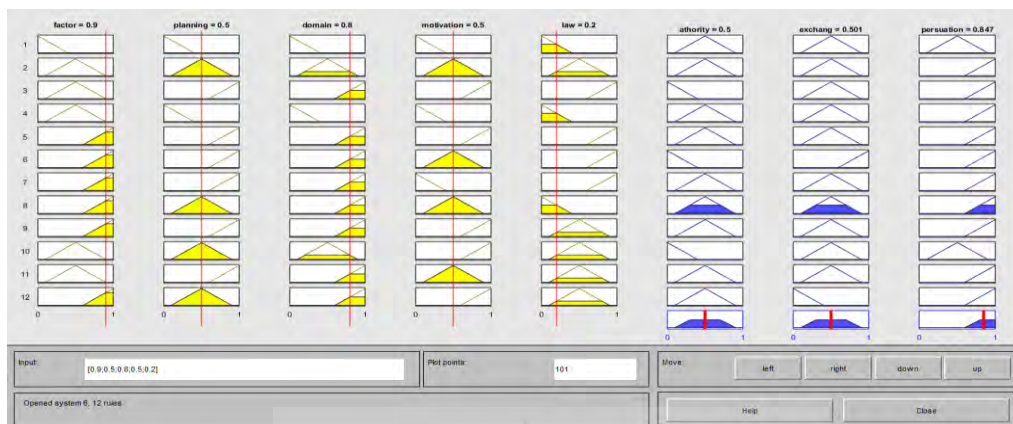 factor = 0.9 planning = 0.5 domain = 0.8 motivation = 0.5 law = 0.2 athority = 0.5 exchang = 0.501 persuation = 0.847
1
2
3
4
5
6
7
8
9
10
11
12
0 1 0 1 0 1 0 1 0 1
0 1 0 1 0 1
Input: [0.9;0.5;0.8;0.5;0.2] Plot points: 101 Move: left right down up
Opened system 6, 12 rules Help Close